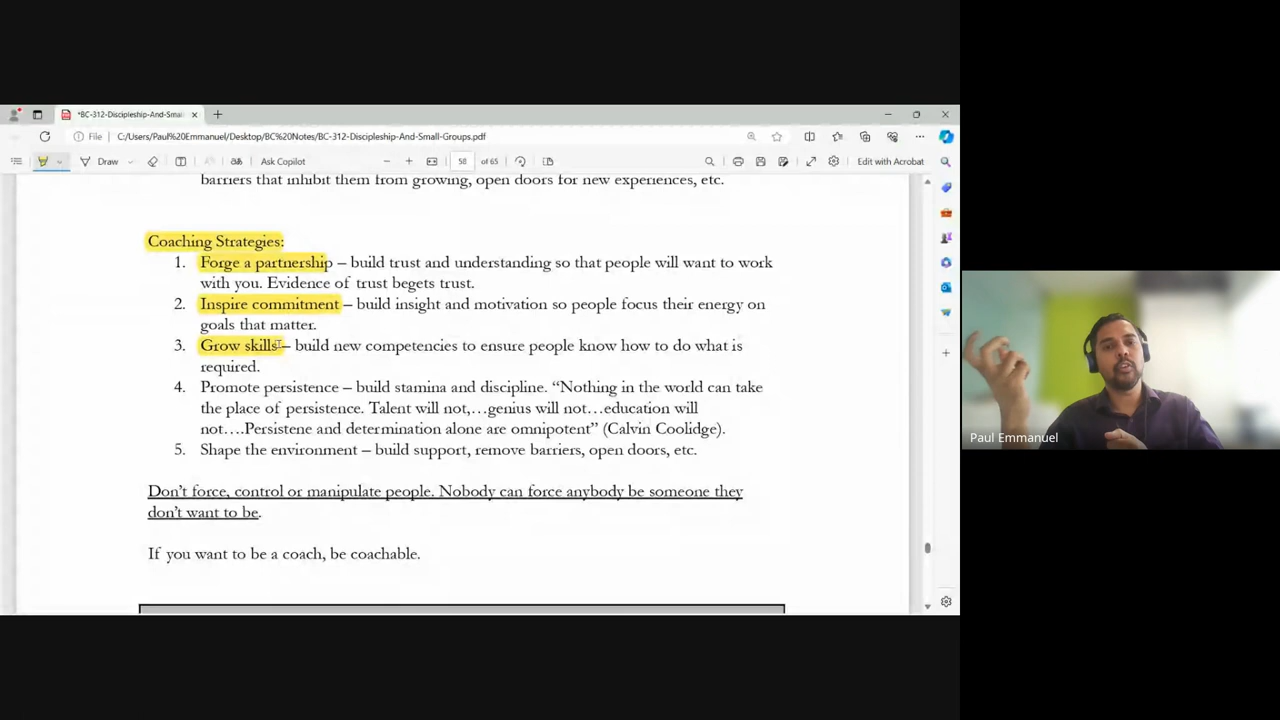 *BC-312-Discipleship-And-Smal
File C:/Users/Paul%20Emmanuel/Desktop/BC%20Notes/BC-312-Discipleship-And-Small-Groups.pdf
Draw Ask Copilot 58 of 65 Edit with Acrobat
barriers that inhibit them from growing, open doors for new experiences, etc.
Coaching Strategies:
1. Forge a partnership – build trust and understanding so that people will want to work
with you. Evidence of trust begets trust.
2. Inspire commitment – build insight and motivation so people focus their energy on
goals that matter.
3. Grow skills – build new competencies to ensure people know how to do what is
required.
4. Promote persistence – build stamina and discipline. “Nothing in the world can take
the place of persistence. Talent will not,…genius will not…education will
not….Persistene and determination alone are omnipotent” (Calvin Coolidge).
5. Shape the environment – build support, remove barriers, open doors, etc.
Don’t force, control or manipulate people. Nobody can force anybody be someone they
don’t want to be.
If you want to be a coach, be coachable.
Paul Emmanuel